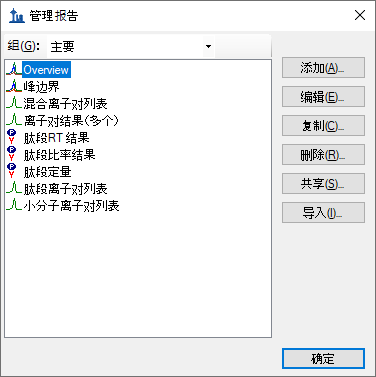 管理报告
组(G): 主要
Overview
峰边界
混合离子对列表
离子对结果(多个)
肽段RT 结果
肽段比率结果
肽段定量
肽段离子对列表
小分子离子对列表
添加(A)...
编辑(E)...
复制(C)...
删除(R)...
共享(S)...
导入(I)...
确定